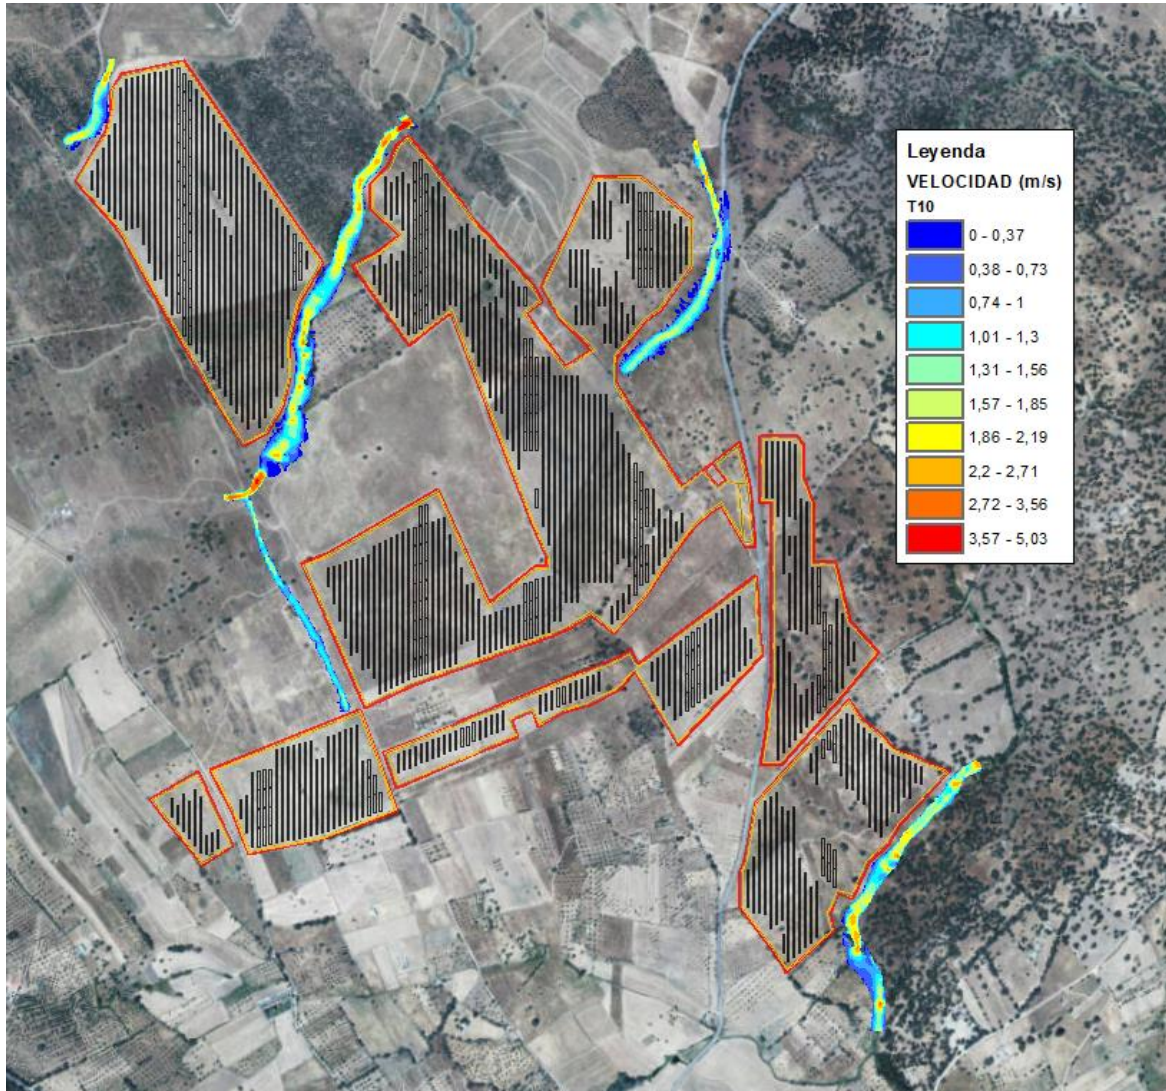 Leyenda
VELOCIDAD (m/s)
T10
0 - 0,37
0,38 - 0,73
0,74 - 1
1,01 - 1,3
1,31 - 1,56
1,57 - 1,85
1,86 - 2,19
2,2 - 2,71
2,72 - 3,56
3,57 - 5,03